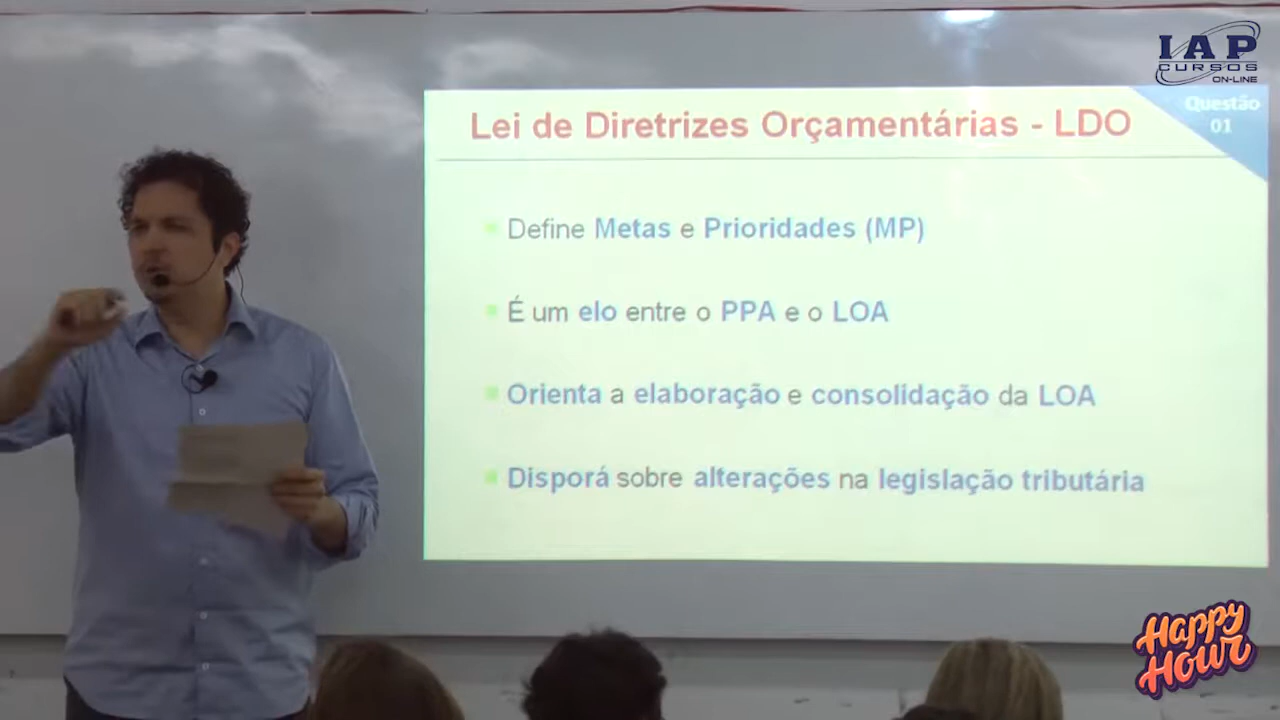 IAP
CURSOS
ON-LINE
Questão
01
Lei de Diretrizes Orçamentárias - LDO
Define Metas e Prioridades (MP)
É um elo entre o PPA e o LOA
Orienta a elaboração e consolidação da LOA
Disporá sobre alterações na legislação tributária
Happy
Hour